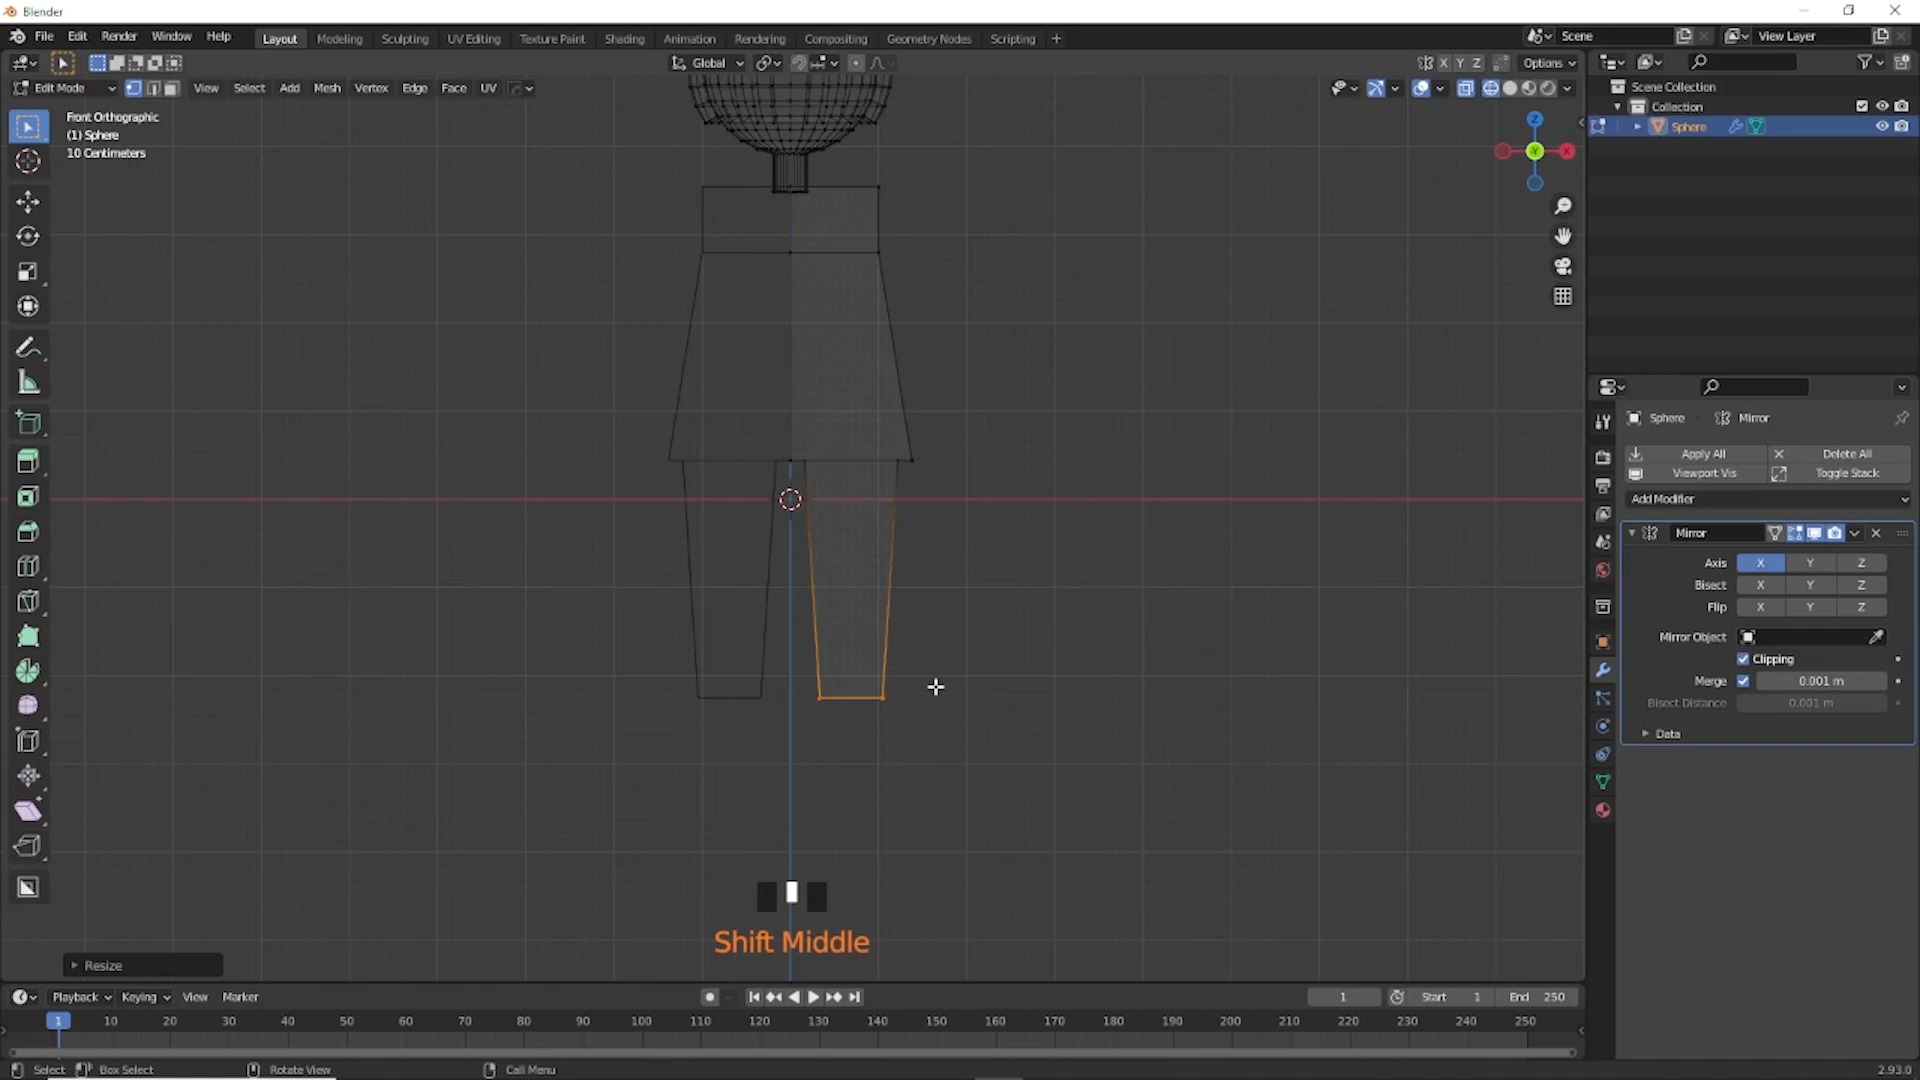 Blender
File Edit Render Window Help
Layout Modeling Sculpting UV Editing Texture Paint Shading Animation Rendering Compositing Geometry Nodes Scripting +
Scene
View Layer
Global
X Y Z
Options
Edit Mode
View Select Add Mesh Vertex Edge Face UV
Front Orthographic
(1) Sphere
10 Centimeters
Z
Y
X
Scene Collection
Collection
Sphere
Sphere
Mirror
Apply All
Delete All
Viewport Vis
Toggle Stack
Add Modifier
Mirror
Axis X Y Z
Bisect X Y Z
Flip X Y Z
Mirror Object
Clipping
Merge 0.001 m
Bisect Distance 0.001 m
Data
Shift Middle
Resize
Playback Keying View Marker
1
Start 1
End 250
1 10 20 30 40 50 60 70 80 90 100 110 120 130 140 150 160 170 180 190 200 210 220 230 240 250
Select
Box Select
Rotate View
Call Menu
2.93.0